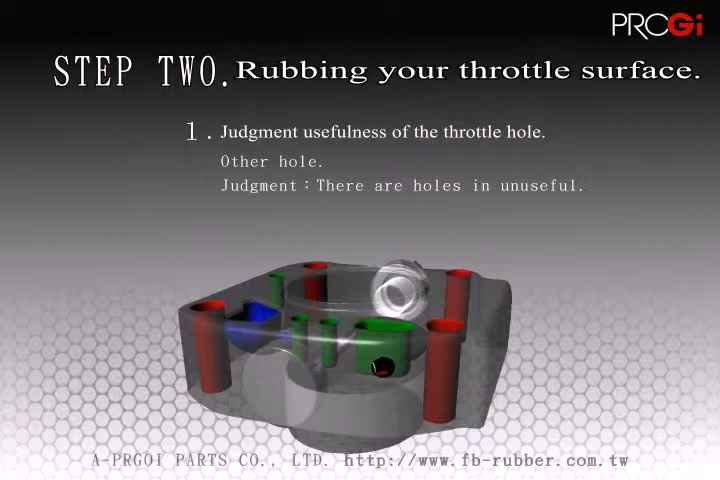 PROGi
STEP TWO. Rubbing your throttle surface.
1. Judgment usefulness of the throttle hole.
Other hole.
Judgment：There are holes in unuseful.
A-PRGOI PARTS CO., LTD. http://www.fb-rubber.com.tw